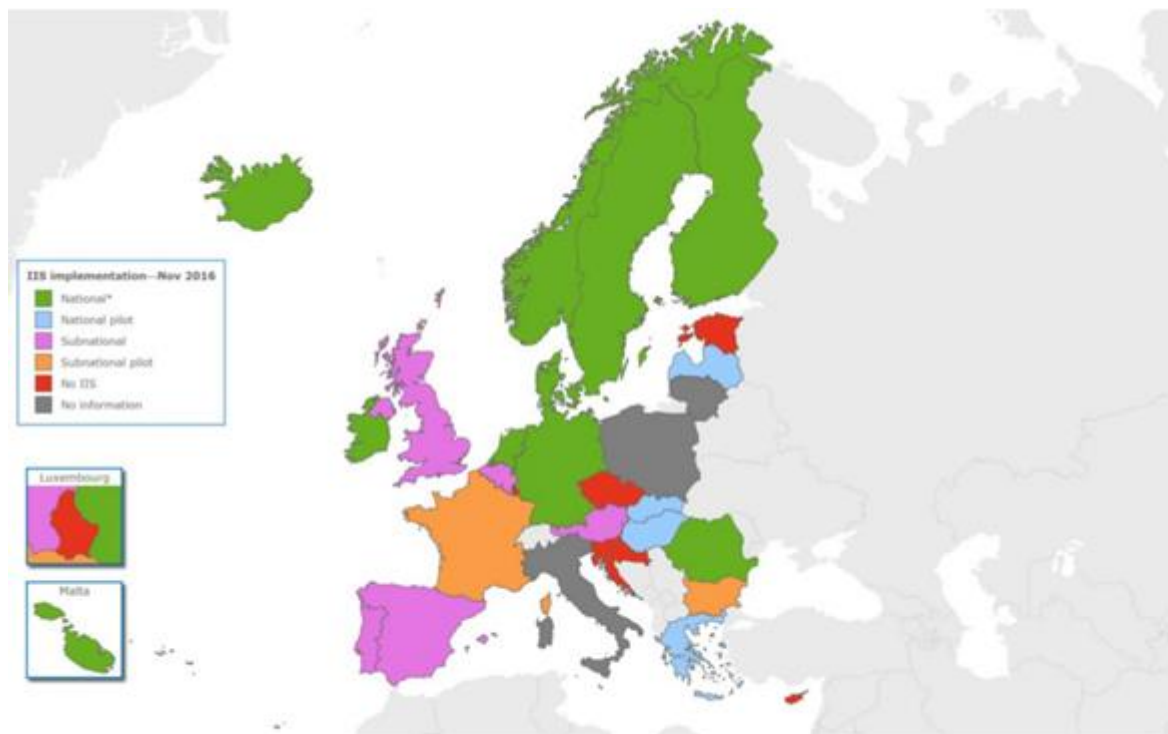 IIS implementation—Nov 2016
National*
National pilot
Subnational
Subnational pilot
No IIS
No information
Luxembourg
Malta